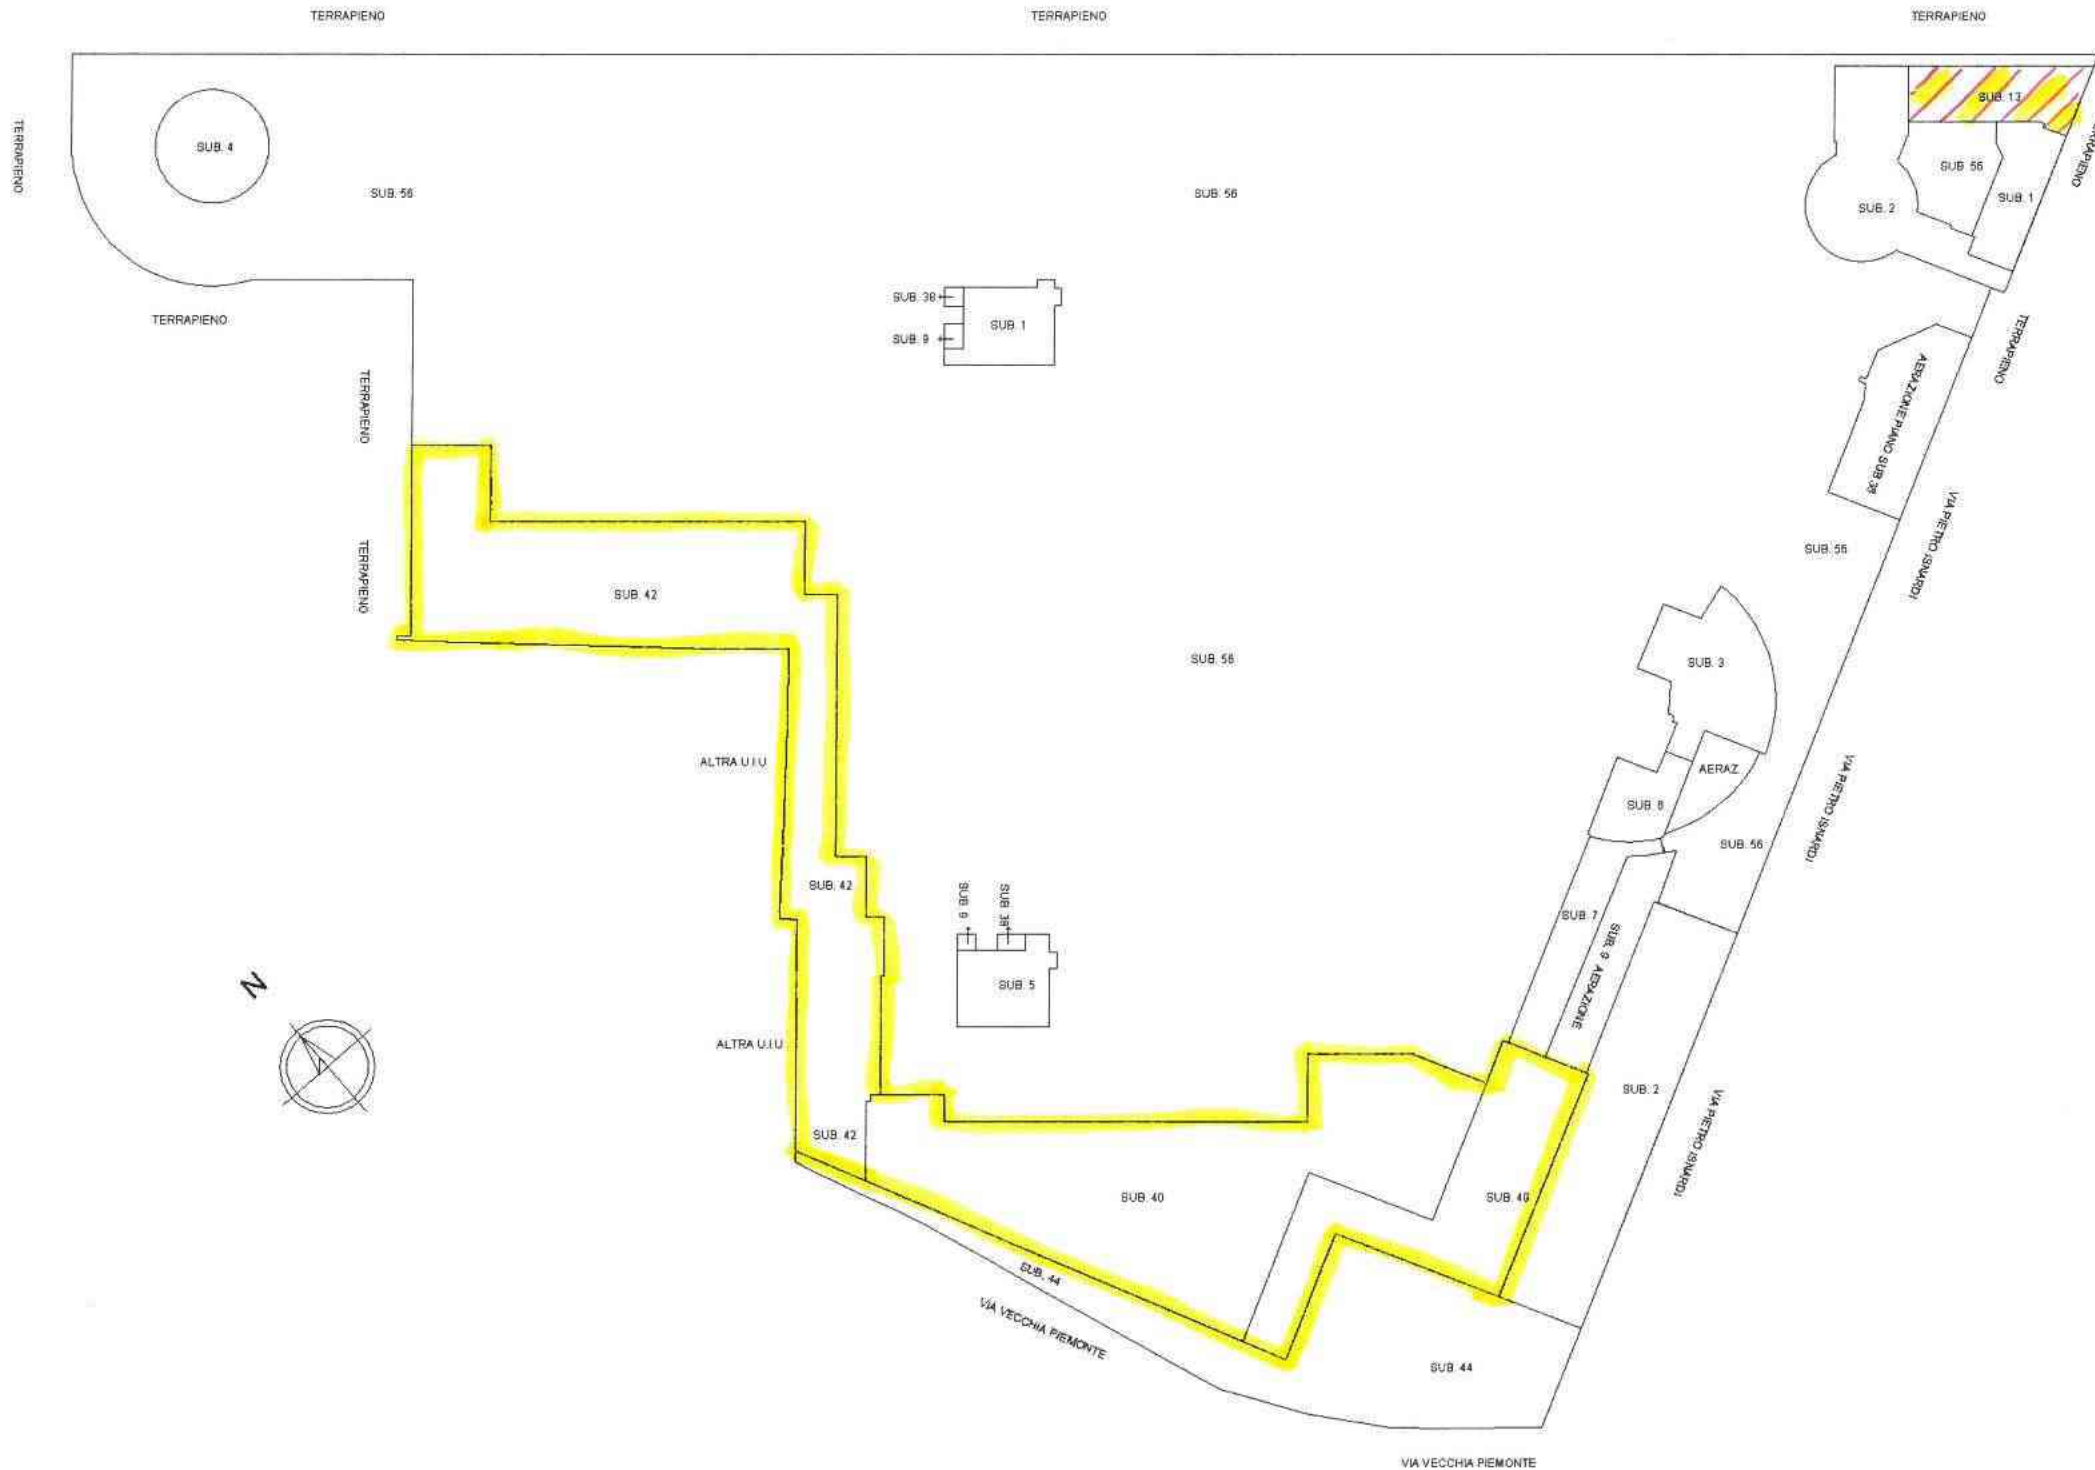 TERRAPIENO
TERRAPIENO
TERRAPIENO
TERRAPIENO
SUB. 4
SUB. 56
SUB. 56
SUB. 13
SUB. 56
SUB. 1
SUB. 2
TERRAPIENO
TERRAPIENO
SUB. 38
SUB. 1
SUB. 9
TERRAPIENO
TERRAPIENO
AERAZIONE PIANO SUB 38
VIA PIETRO ISNARDI
SUB. 56
TERRAPIENO
SUB. 42
SUB. 56
SUB. 3
ALTRA U.I.U
AERAZ.
SUB. 8
SUB. 56
VIA PIETRO ISNARDI
SUB. 42
SUB. 9
SUB. 38
SUB. 7
SUB. 9 AERAZIONE
N
SUB. 5
ALTRA U.I.U
SUB. 2
VIA PIETRO ISNARDI
SUB. 42
SUB. 40
SUB. 40
SUB. 44
VIA VECCHIA PIEMONTE
SUB. 44
VIA VECCHIA PIEMONTE